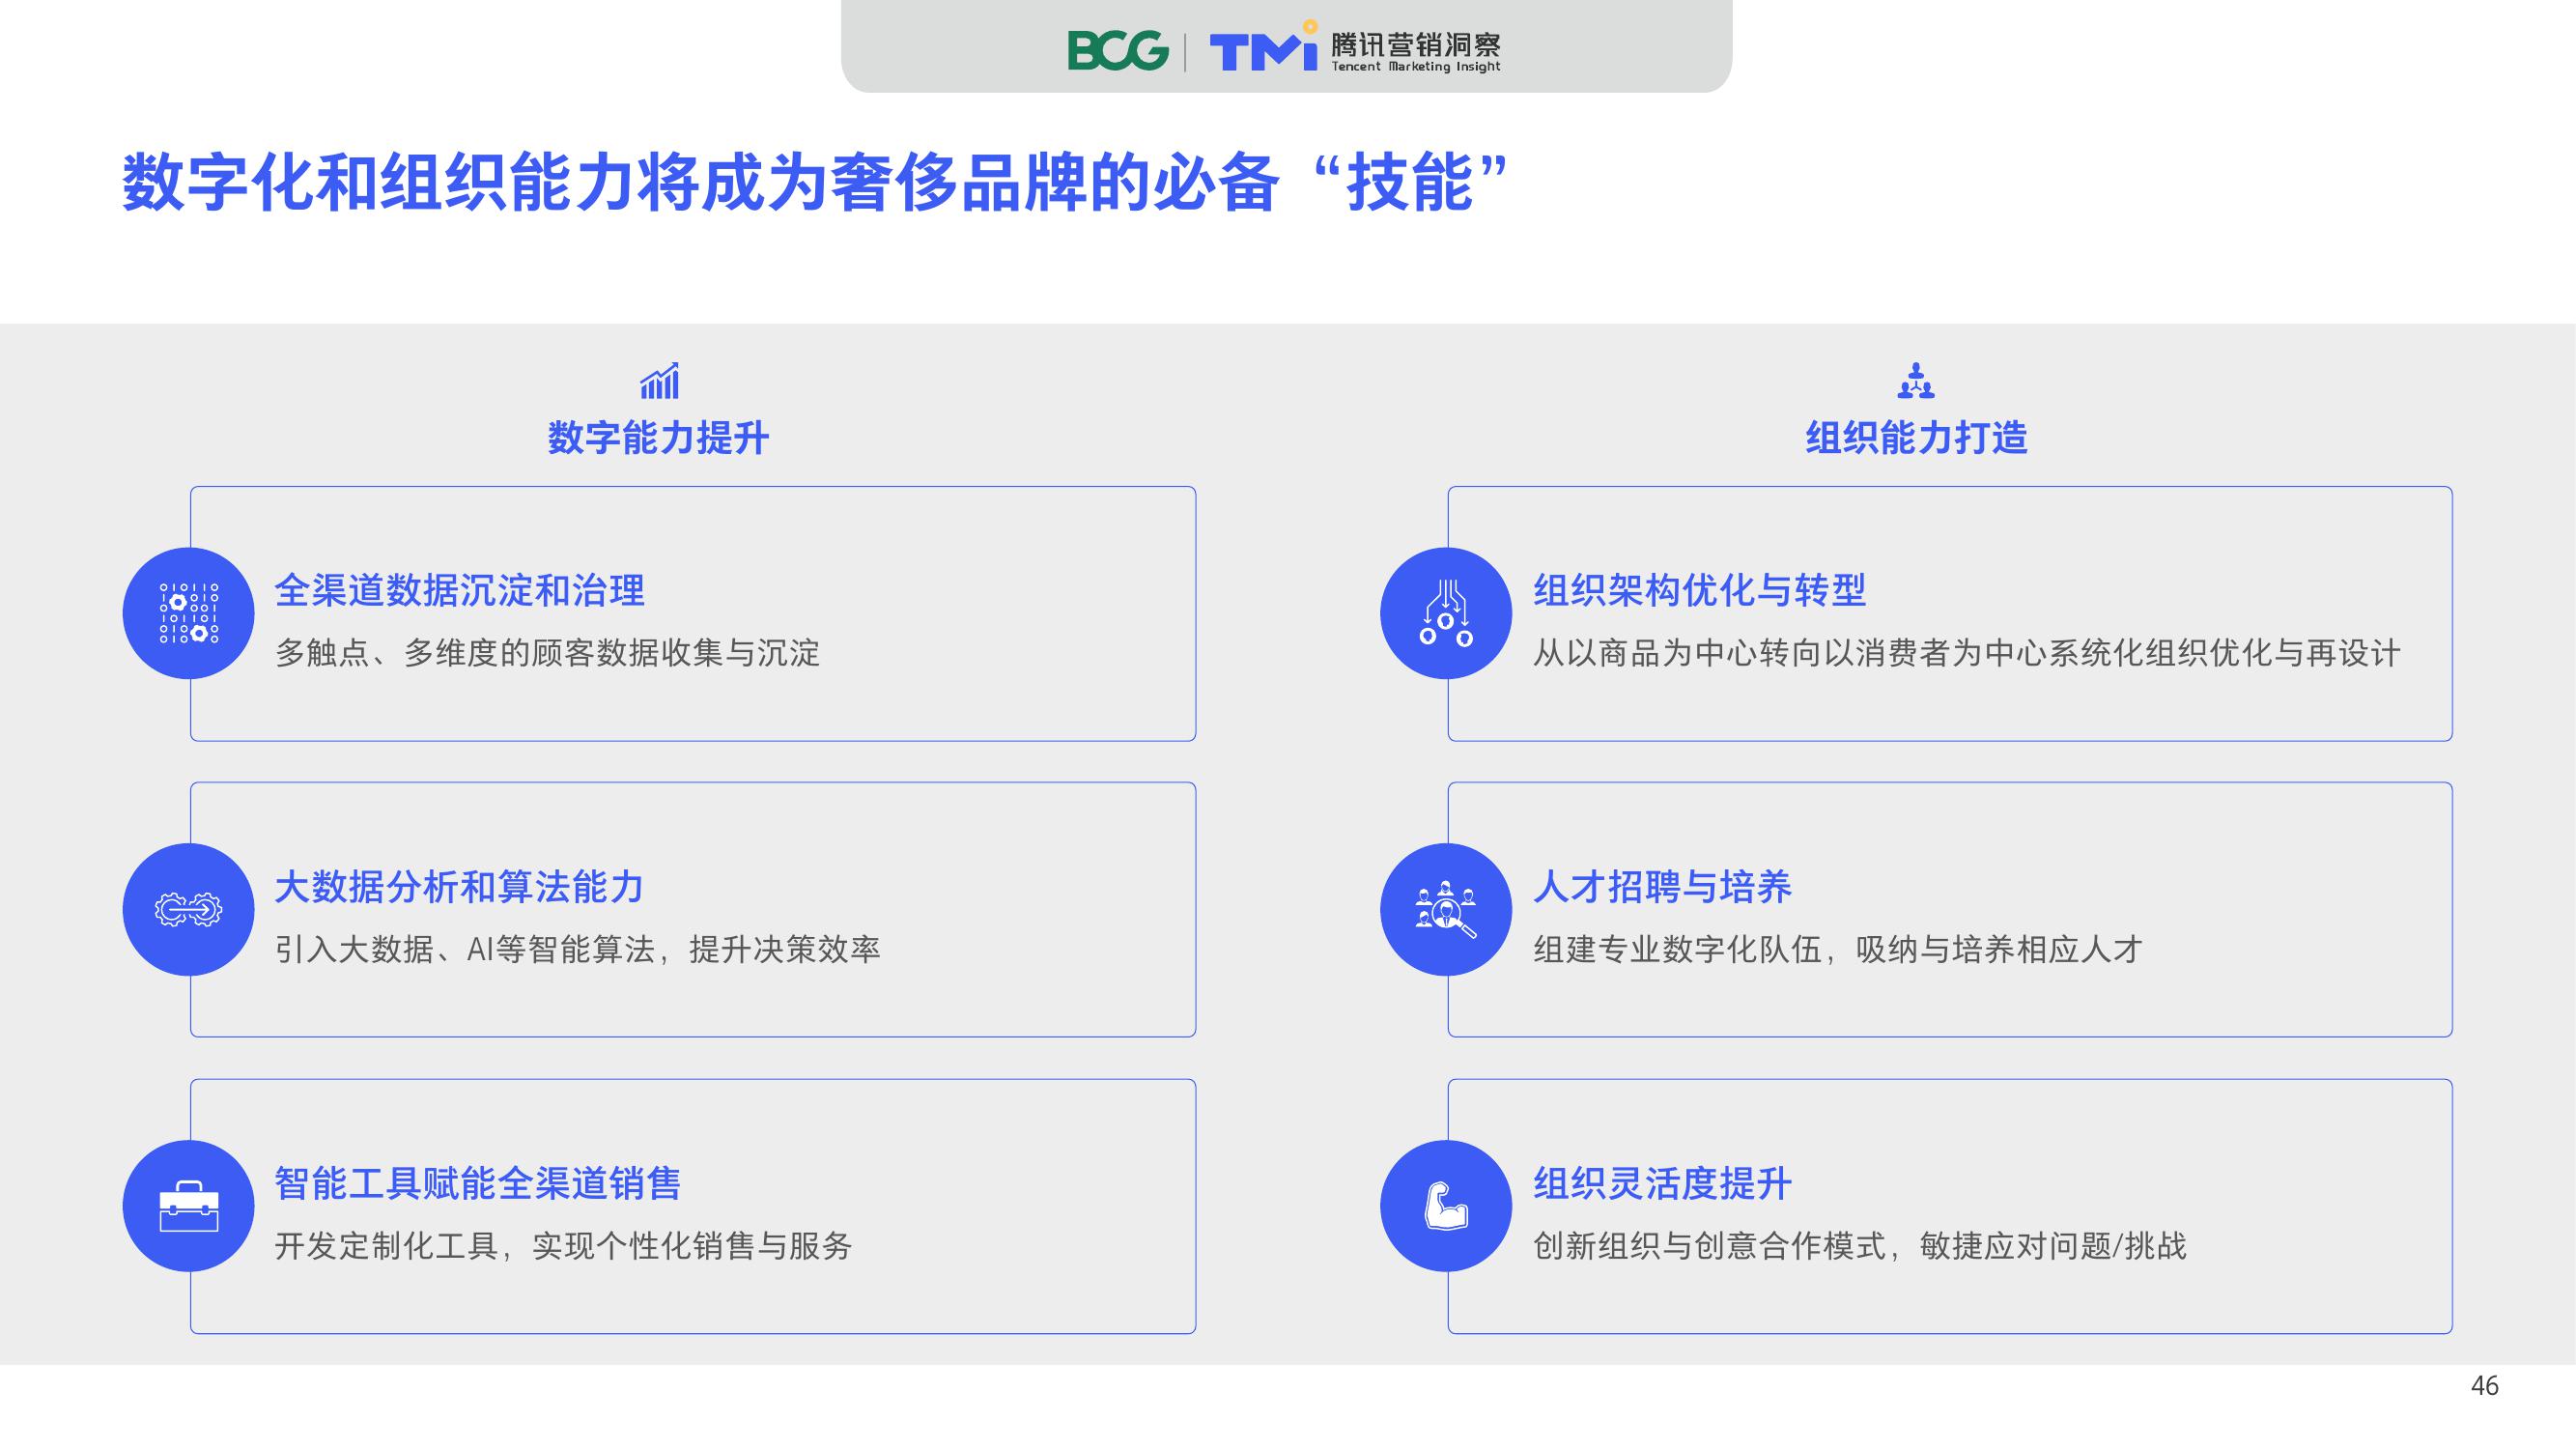 BCG
TMi 腾讯营销洞察
Tencent Marketing Insight
数字化和组织能力将成为奢侈品牌的必备“技能”
数字能力提升
全渠道数据沉淀和治理
多触点、多维度的顾客数据收集与沉淀
大数据分析和算法能力
引入大数据、AI等智能算法，提升决策效率
智能工具赋能全渠道销售
开发定制化工具，实现个性化销售与服务
组织能力打造
组织架构优化与转型
从以商品为中心转向以消费者为中心系统化组织优化与再设计
人才招聘与培养
组建专业数字化队伍，吸纳与培养相应人才
组织灵活度提升
创新组织与创意合作模式，敏捷应对问题/挑战
46